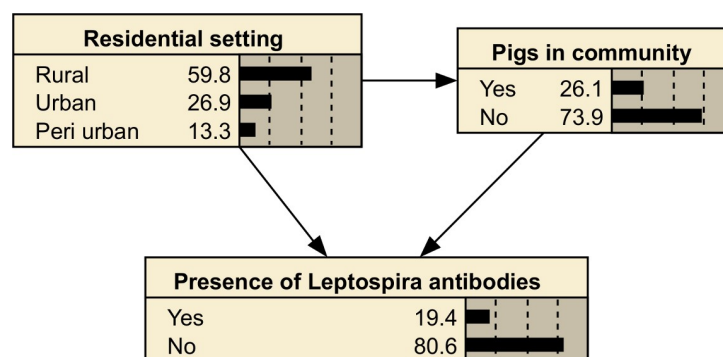 Residential setting
Rural 59.8
Urban 26.9
Peri urban 13.3
Pigs in community
Yes 26.1
No 73.9
Presence of Leptospira antibodies
Yes 19.4
No 80.6